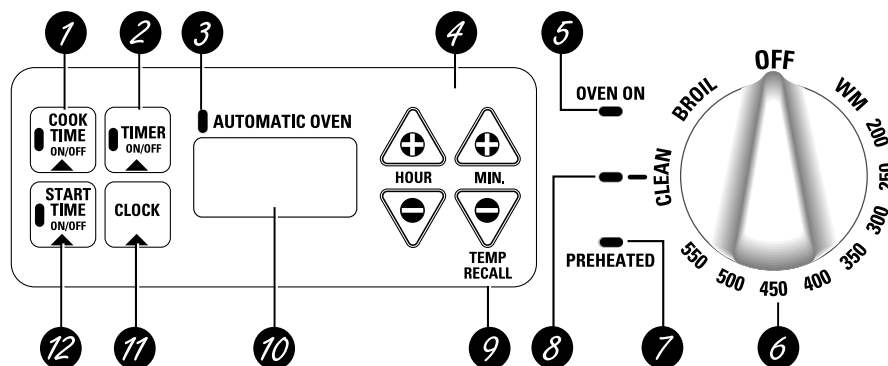 1
2
3
4
5
COOK
TIME
ON/OFF
TIMER
ON/OFF
AUTOMATIC OVEN
HOUR
MIN.
START
TIME
ON/OFF
CLOCK
TEMP
RECALL
OVEN ON
CLEAN
PREHEATED
OFF
WM
200
250
300
350
400
450
500
550
BROIL
12
11
10
9
8
7
6